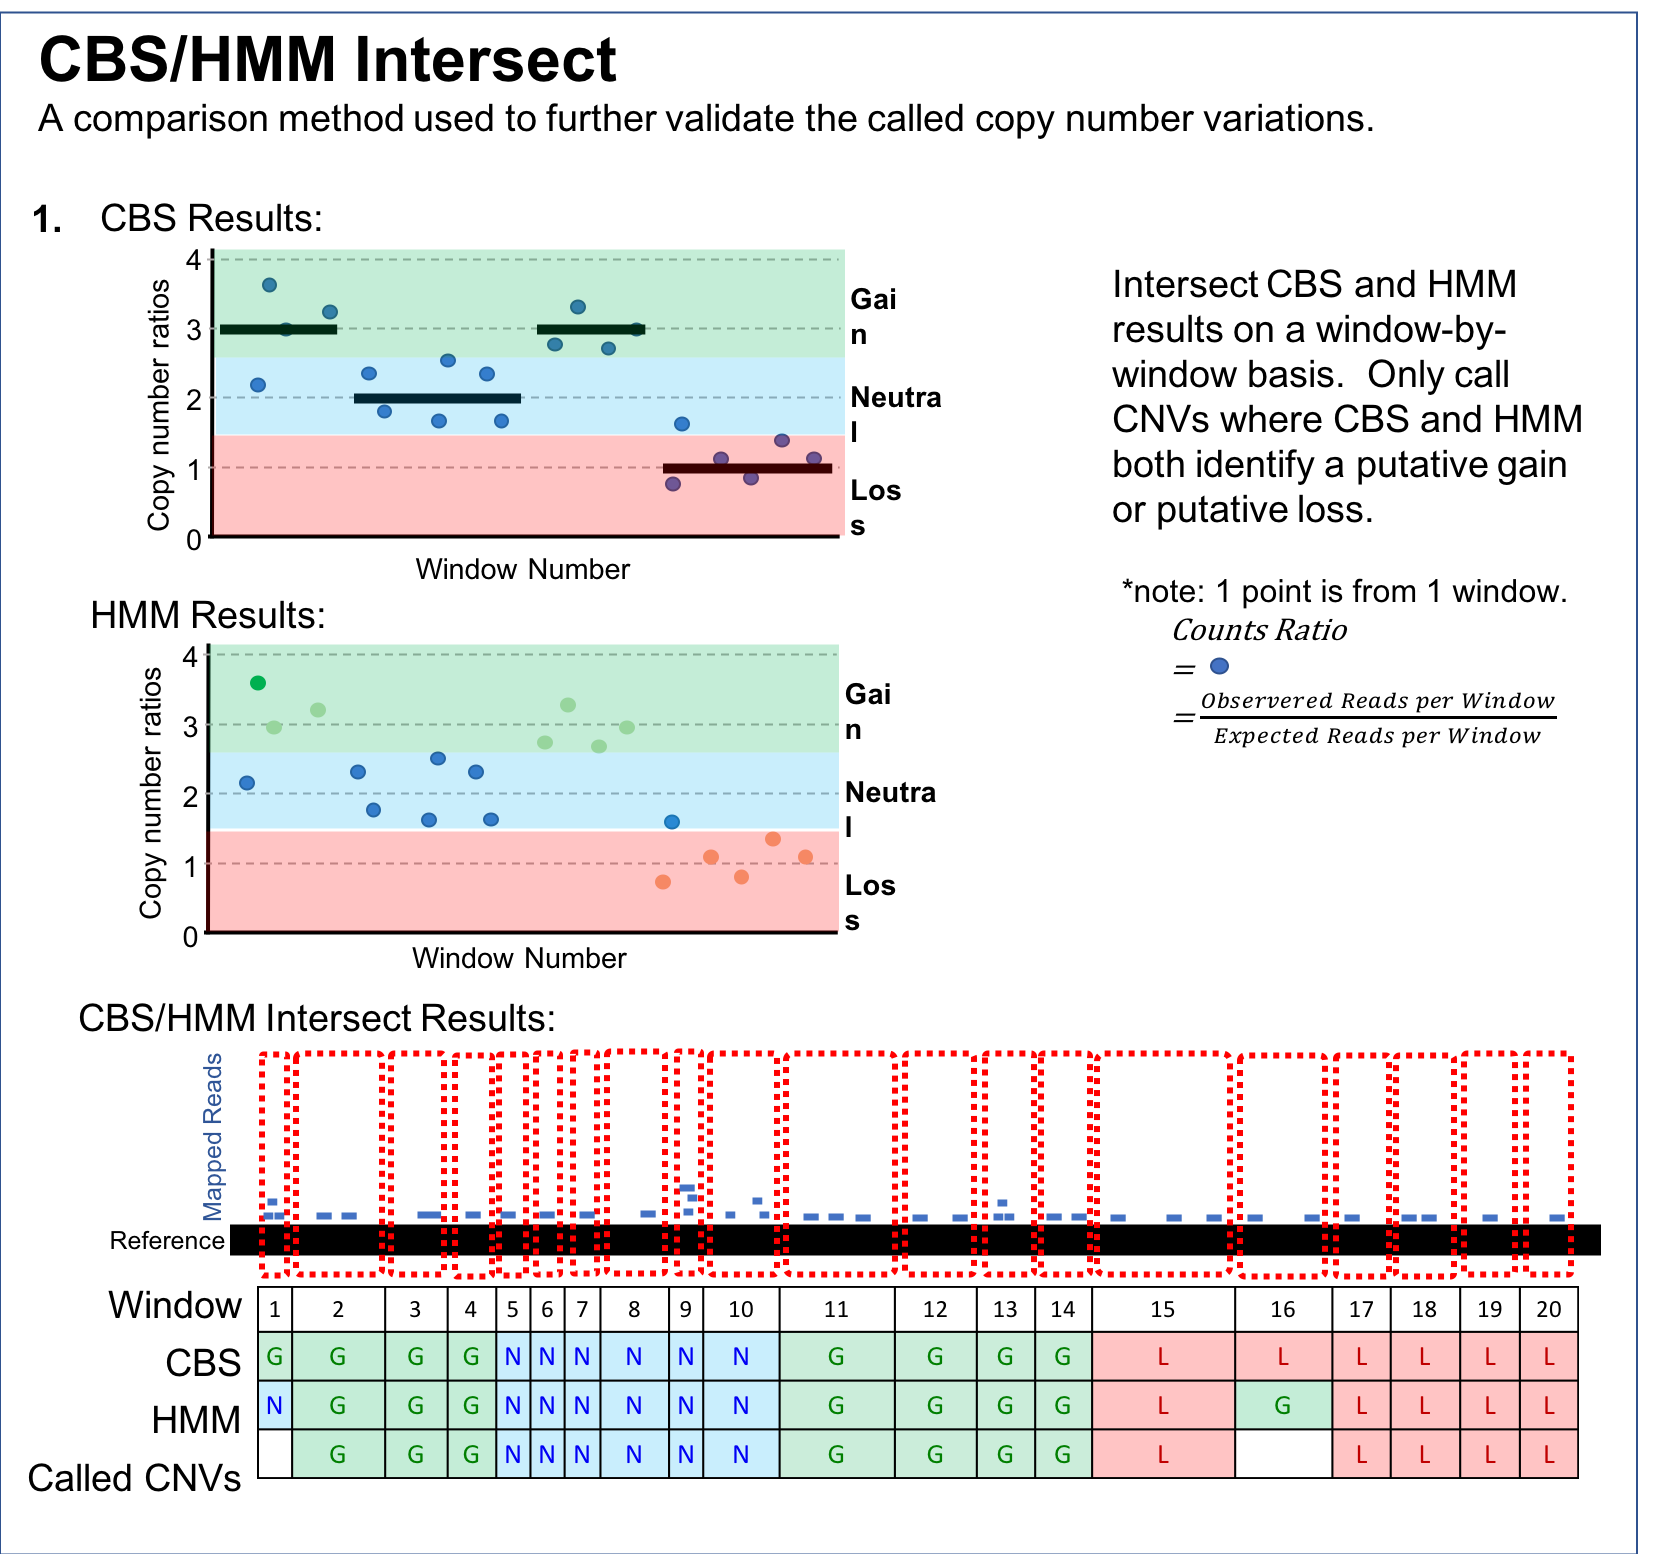 CBS/HMM Intersect
A comparison method used to further validate the called copy number variations.
1. CBS Results:
4
3
2
1
0
Copy number ratios
Gai
n
Neutra
l
Los
s
Window Number
Intersect CBS and HMM
results on a window-by-
window basis. Only call
CNVs where CBS and HMM
both identify a putative gain
or putative loss.
*note: 1 point is from 1 window.
Counts Ratio
=
= Observered Reads per Window
Expected Reads per Window
HMM Results:
4
3
2
1
0
Copy number ratios
Gai
n
Neutra
l
Los
s
Window Number
CBS/HMM Intersect Results:
Mapped Reads
Reference
Window 1 2 3 4 5 6 7 8 9 10 11 12 13 14 15 16 17 18 19 20
CBS G G G G N N N N N N G G G G L L L L L L
HMM N G G G N N N N N N G G G G L G L L L L
Called CNVs G G G N N N N N N G G G G L L L L L